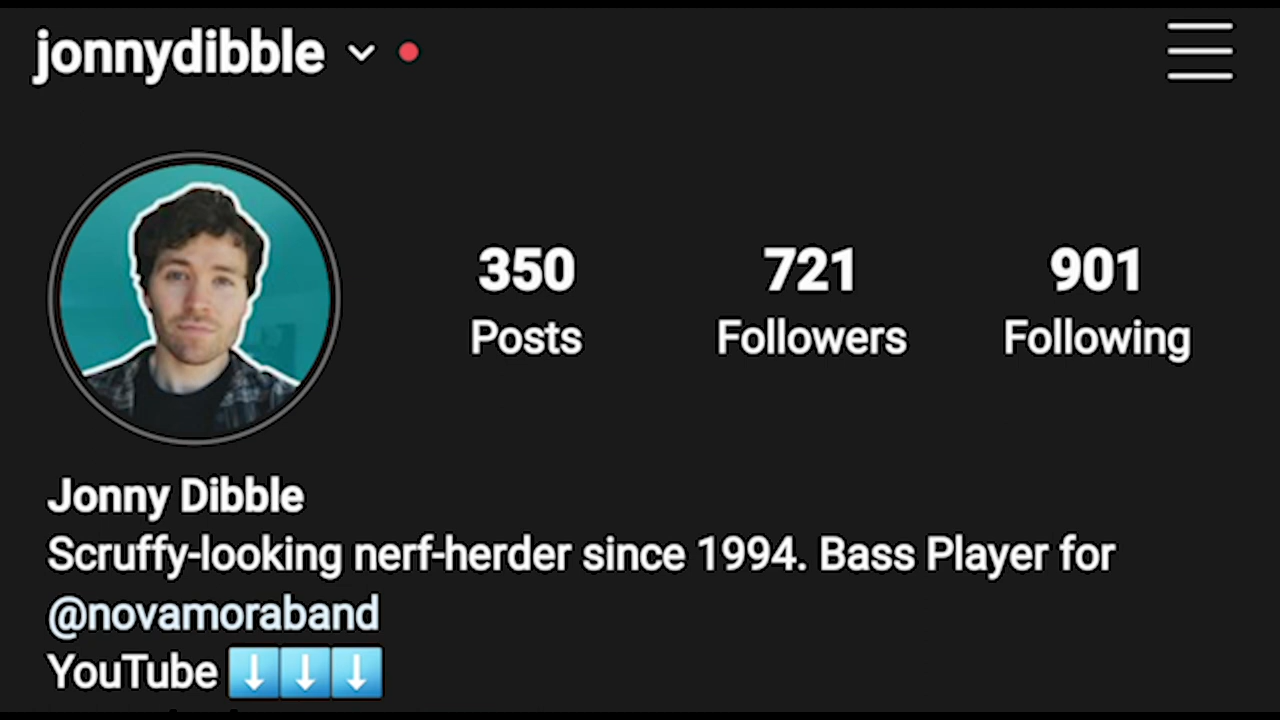 jonnydibble
350 721 901
Posts Followers Following
Jonny Dibble
Scruffy-looking nerf-herder since 1994. Bass Player for
@novamoraband
YouTube ⬇️⬇️⬇️